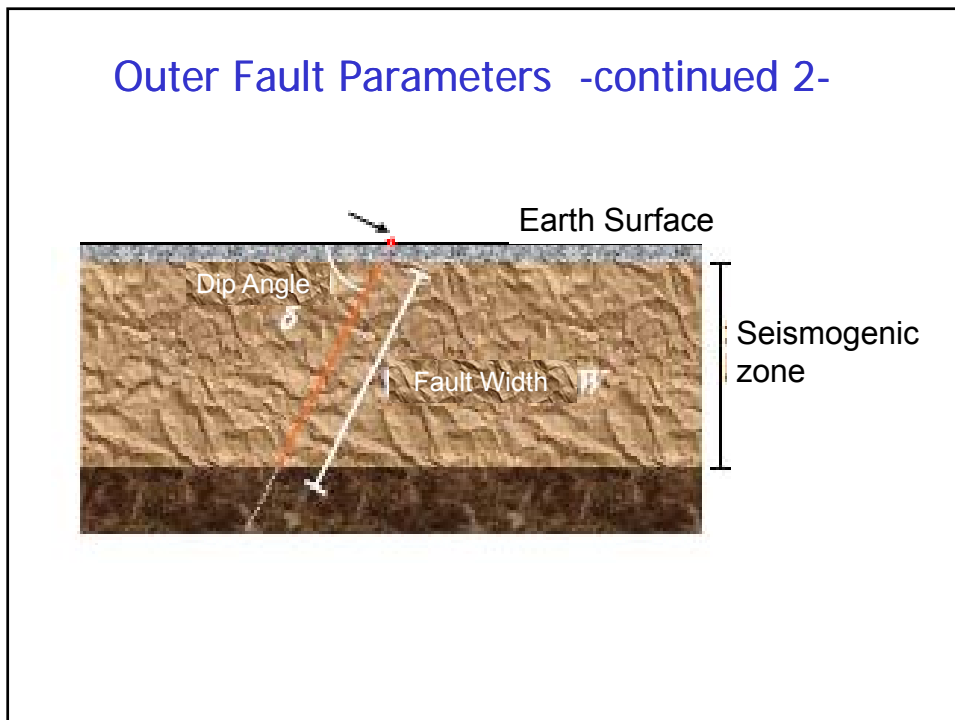 Outer Fault Parameters -continued 2-
Earth Surface
Dip Angle
δ
Fault Width W
Seismogenic
zone